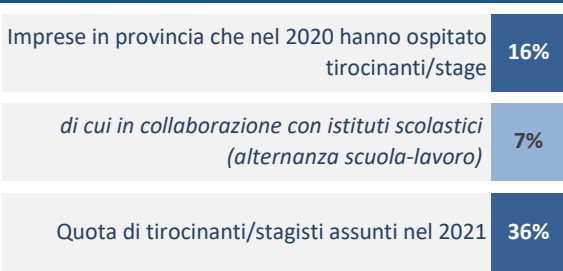 Imprese in provincia che nel 2020 hanno ospitato
tirocinanti/stage
16%
di cui in collaborazione con istituti scolastici
(alternanza scuola-lavoro)
7%
Quota di tirocinanti/stagisti assunti nel 2021
36%